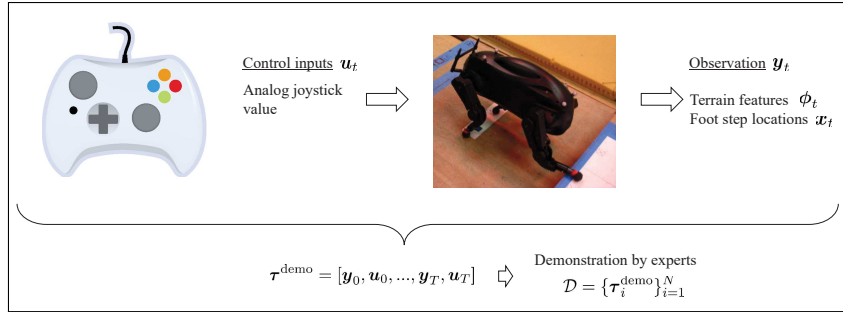 Control inputs u_t
Analog joystick
value
Observation y_t
Terrain features ϕ_t
Foot step locations x_t
τ^demo = [y_0, u_0, ..., y_T, u_T]
Demonstration by experts
D = {τ_i^demo}_{i=1}^N